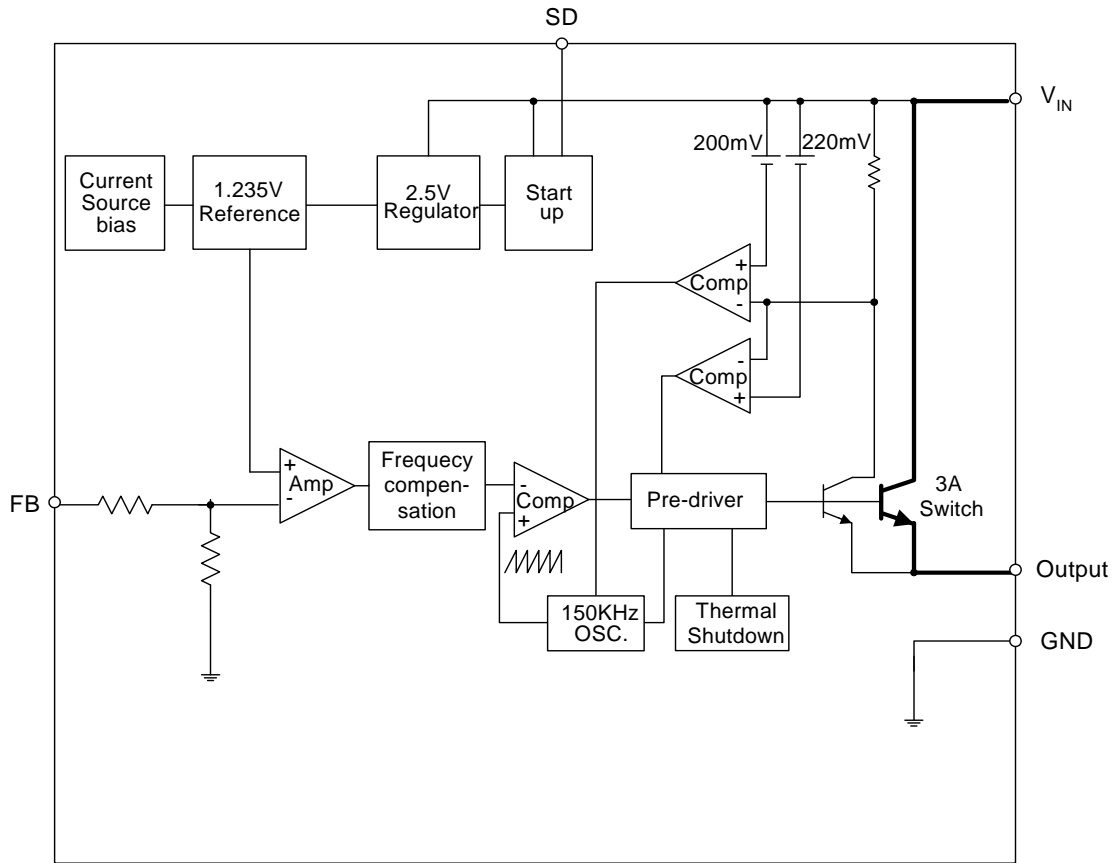 SD
V_IN
200mV
220mV
Current
Source
bias
1.235V
Reference
2.5V
Regulator
Start
up
+
Comp
-
-
Comp
+
+
Amp
-
Frequecy
compen-
sation
-
Comp
+
Pre-driver
3A
Switch
FB
Output
150KHz
OSC.
Thermal
Shutdown
GND